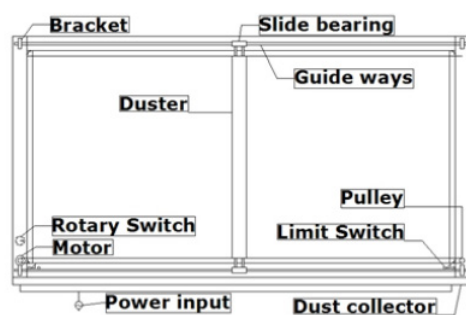 Bracket
Slide bearing
Guide ways
Duster
Pulley
Rotary Switch
Limit Switch
Motor
Power input
Dust collector